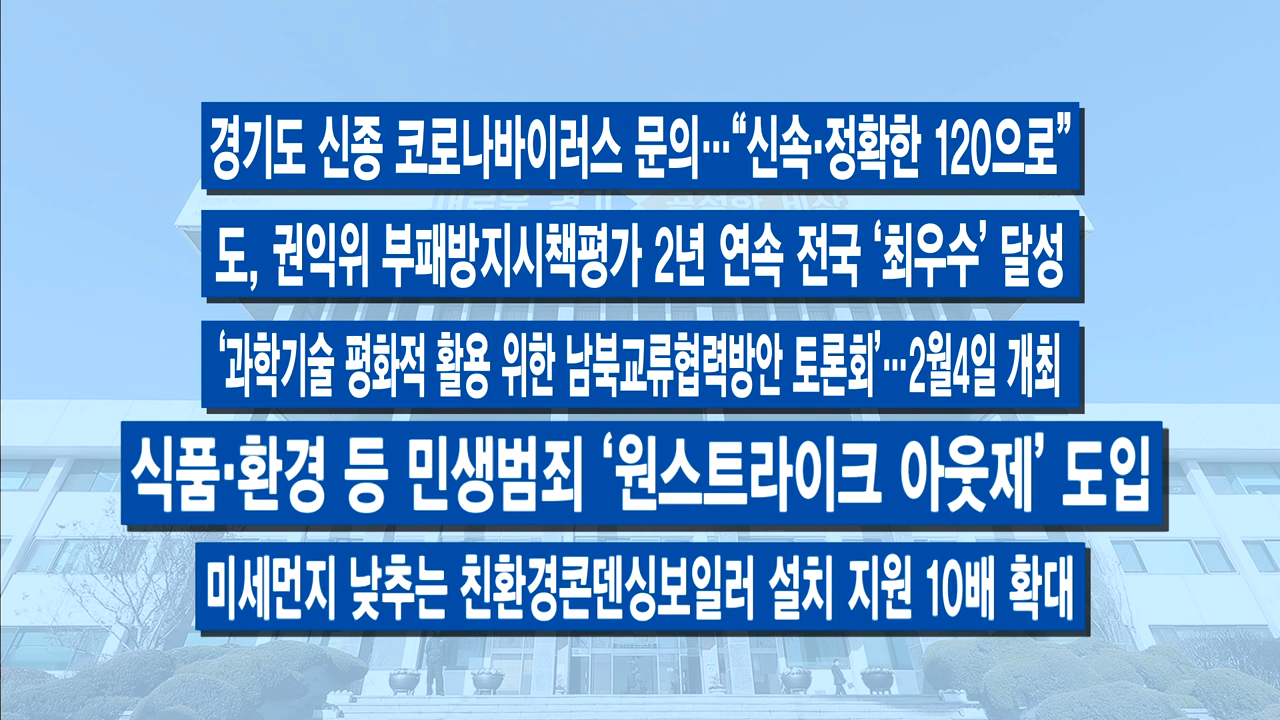 경기도 신종 코로나바이러스 문의…“신속·정확한 120으로”
도, 권익위 부패방지시책평가 2년 연속 전국 ‘최우수’ 달성
‘과학기술 평화적 활용 위한 남북교류협력방안 토론회’…2월4일 개최
식품·환경 등 민생범죄 ‘원스트라이크 아웃제’ 도입
미세먼지 낮추는 친환경콘덴싱보일러 설치 지원 10배 확대